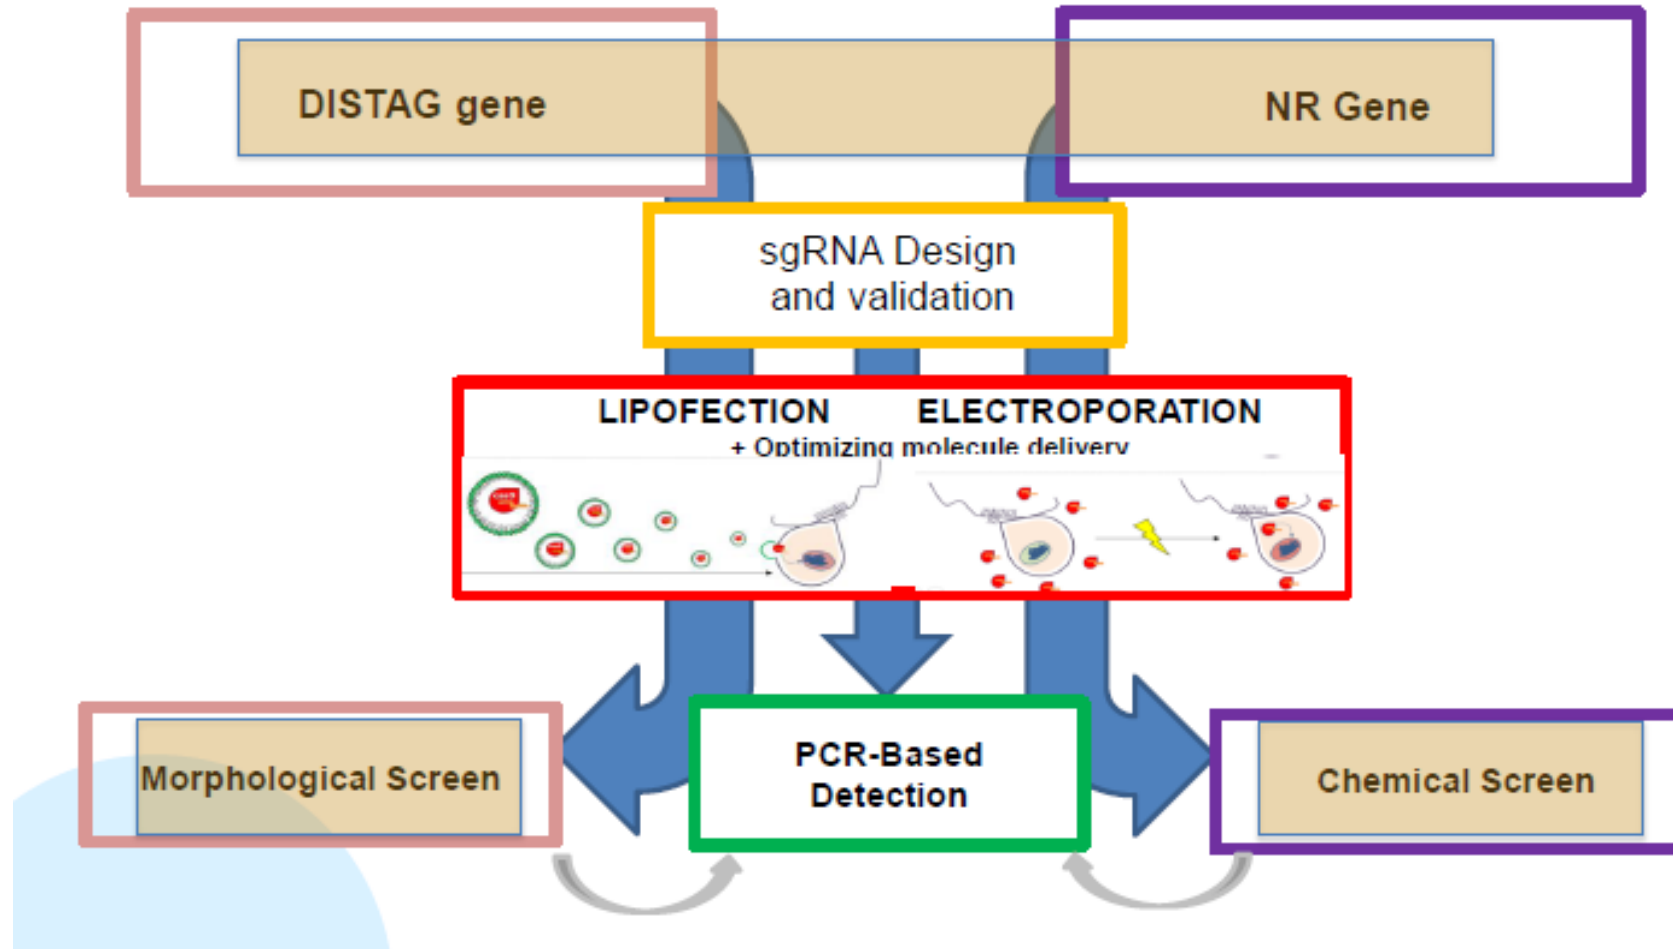 DISTAG gene
NR Gene
sgRNA Design
and validation
LIPOFECTION ELECTROPORATION
+ Optimizing molecule delivery
PCR-Based
Detection
Morphological Screen
Chemical Screen